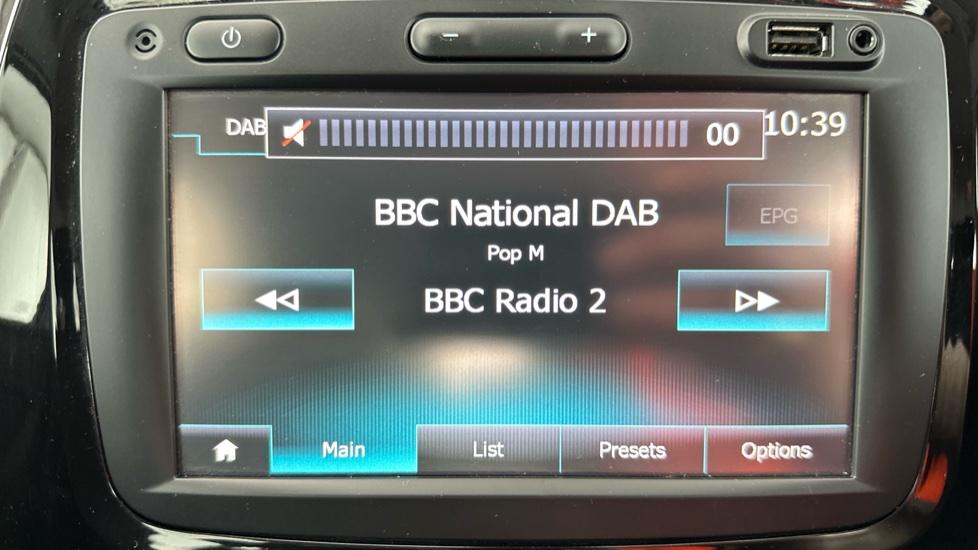 DAB 00 10:39
BBC National DAB
EPG
Pop M
BBC Radio 2
Main List Presets Options